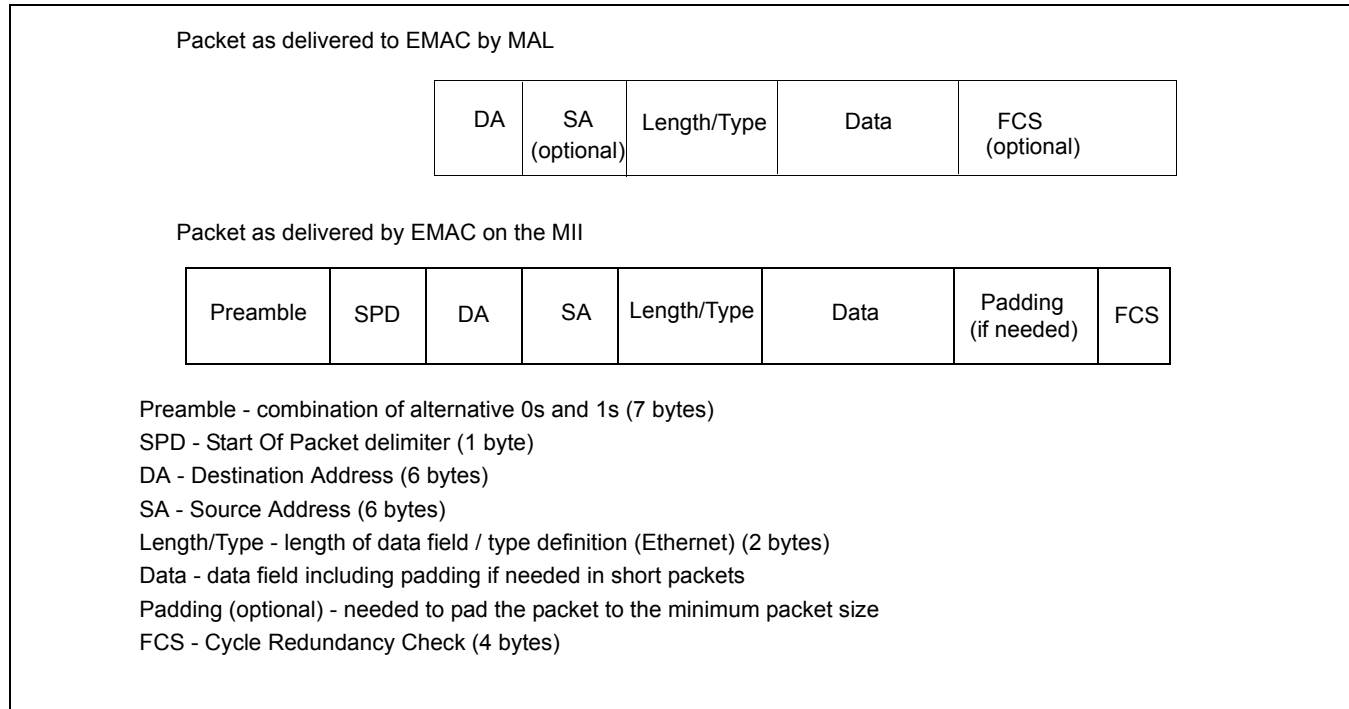 Packet as delivered to EMAC by MAL
DA
SA
(optional)
Length/Type
Data
FCS
(optional)
Packet as delivered by EMAC on the MII
Preamble
SPD
DA
SA
Length/Type
Data
Padding
(if needed)
FCS
Preamble - combination of alternative 0s and 1s (7 bytes)
SPD - Start Of Packet delimiter (1 byte)
DA - Destination Address (6 bytes)
SA - Source Address (6 bytes)
Length/Type - length of data field / type definition (Ethernet) (2 bytes)
Data - data field including padding if needed in short packets
Padding (optional) - needed to pad the packet to the minimum packet size
FCS - Cycle Redundancy Check (4 bytes)